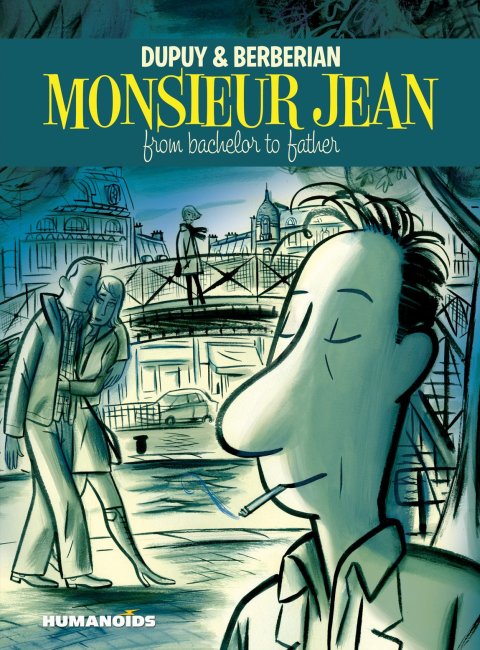 DUPUY & BERBERIAN
MONSIEUR JEAN
from bachelor to father
HUMANOIDS